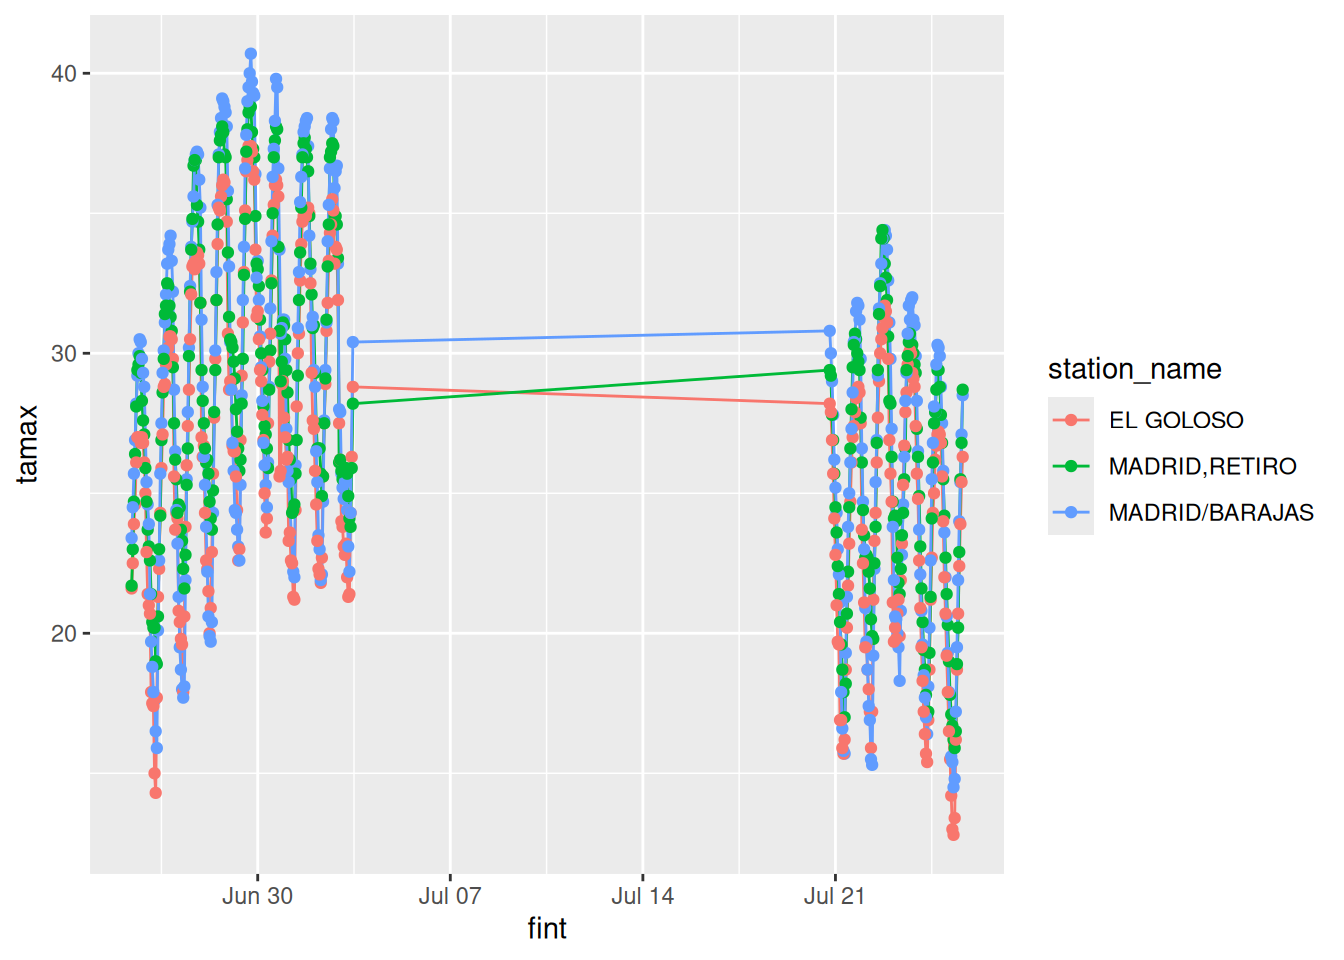 40
30
20
tamax
Jun 30
Jul 07
Jul 14
Jul 21
fint
station_name
EL GOLOSO
MADRID,RETIRO
MADRID/BARAJAS